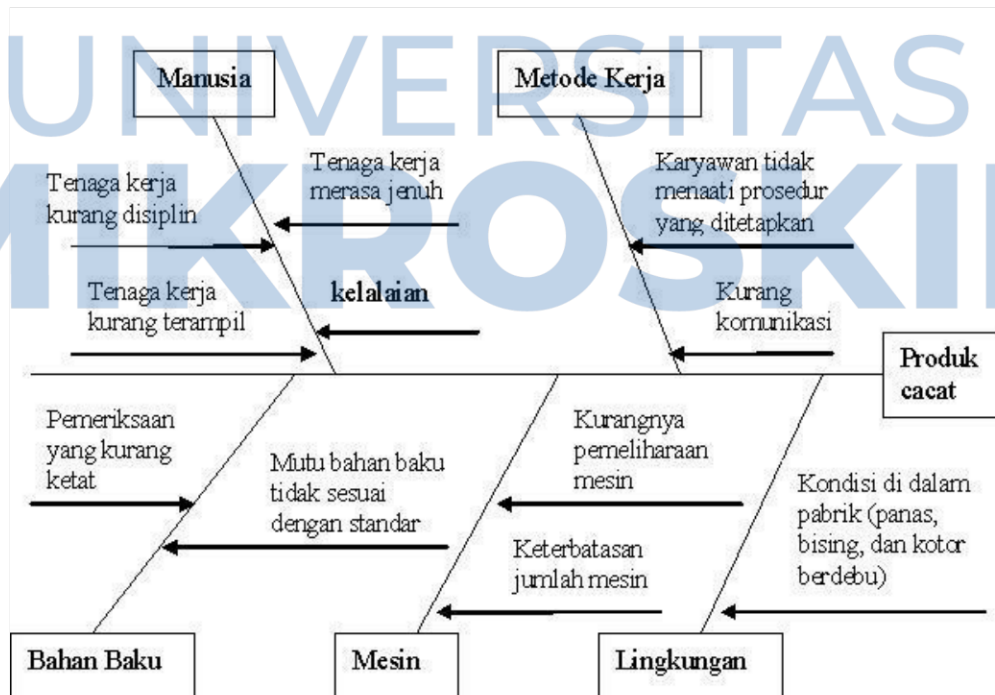 UNIVERSITAS
MIKROSKIL
Manusia
Metode Kerja
Tenaga kerja
kurang disiplin
Tenaga kerja
merasa jenuh
Karyawan tidak
menaati prosedur
yang ditetapkan
Tenaga kerja
kurang terampil
kelalaian
Kurang
komunikasi
Produk
cacat
Pemeriksaan
yang kurang
ketat
Mutu bahan baku
tidak sesuai
dengan standar
Kurangnya
pemeliharaan
mesin
Keterbatasan
jumlah mesin
Kondisi di dalam
pabrik (panas,
bising, dan kotor
berdebu)
Bahan Baku
Mesin
Lingkungan